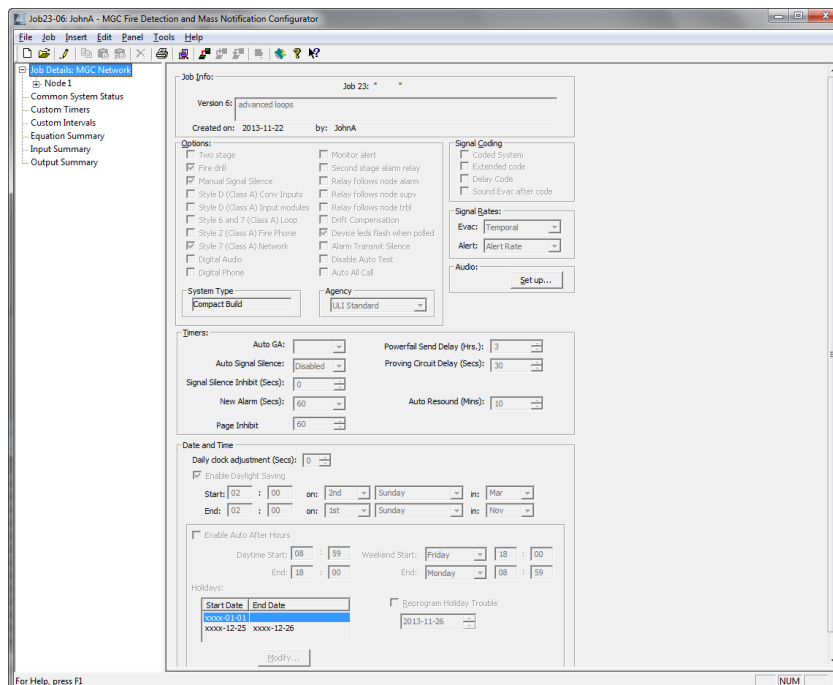 Job23-06: JohnA - MGC Fire Detection and Mass Notification Configurator
File Job Insert Edit Panel Tools Help
Job Details: MGC Network
Node 1
Common System Status
Custom Timers
Custom Intervals
Equation Summary
Input Summary
Output Summary
Job Info:
Job 23: " "
Version 6: advanced loops
Created on: 2013-11-22 by: JohnA
Options:
Two stage
Fire drill
Manual Signal Silence
Style D (Class A) Conv Inputs
Style D (Class A) Input modules
Style 6 and 7 (Class A) Loop
Style Z (Class A) Fire Phone
Style 7 (Class A) Network
Digital Audio
Digital Phone
Monitor alert
Second stage alarm relay
Relay follows node alarm
Relay follows node supv
Relay follows node trbl
Drift Compensation
Device leds flash when polled
Alarm Transmit Silence
Disable Auto Test
Auto All Call
System Type
Compact Build
Agency
ULI Standard
Signal Coding
Coded System
Extended code
Delay Code
Sound Evac after code
Signal Rates:
Evac: Temporal
Alert: Alert Rate
Audio:
Set up...
Timers:
Auto GA:
Auto Signal Silence: Disabled
Signal Silence Inhibit (Secs): 0
New Alarm (Secs): 60
Page Inhibit 60
Powerfail Send Delay (Hrs.): 3
Proving Circuit Delay (Secs): 30
Auto Resound (Mins): 10
Date and Time
Daily clock adjustment (Secs): 0
Enable Daylight Saving
Start: 02 : 00 on: 2nd Sunday in: Mar
End: 02 : 00 on: 1st Sunday in: Nov
Enable Auto After Hours
Daytime Start: 08 : 59 Weekend Start: Friday 18 : 00
End: 18 : 00 End: Monday 08 : 59
Holidays:
Start Date End Date
xxxx-01-01
xxxx-12-25 xxxx-12-26
Reprogram Holiday Trouble
2013-11-26
Modify...
For Help, press F1
NUM